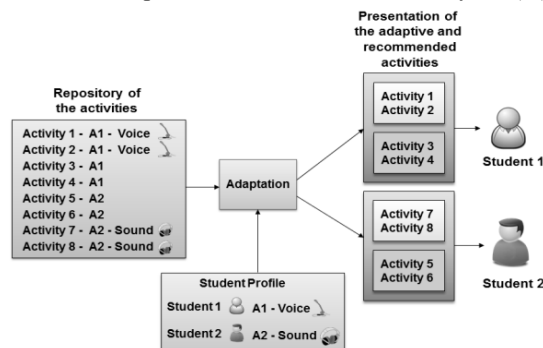 Presentation of
the adaptive and
recommended
activities
Repository of
the activities
Activity 1 - A1 - Voice
Activity 2 - A1 - Voice
Activity 3 - A1
Activity 4 - A1
Activity 5 - A2
Activity 6 - A2
Activity 7 - A2 - Sound
Activity 8 - A2 - Sound
Adaptation
Activity 1
Activity 2
Activity 3
Activity 4
Student 1
Activity 7
Activity 8
Activity 5
Activity 6
Student 2
Student Profile
Student 1 A1 - Voice
Student 2 A2 - Sound